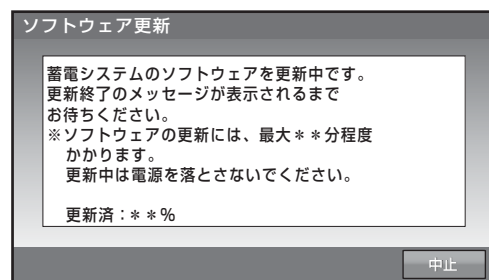 ソフトウェア更新
蓄電システムのソフトウェアを更新中です。
更新終了のメッセージが表示されるまで
お待ちください。
※ソフトウェアの更新には、最大＊＊分程度
かかります。
更新中は電源を落とさないでください。
更新済：＊＊％
中止